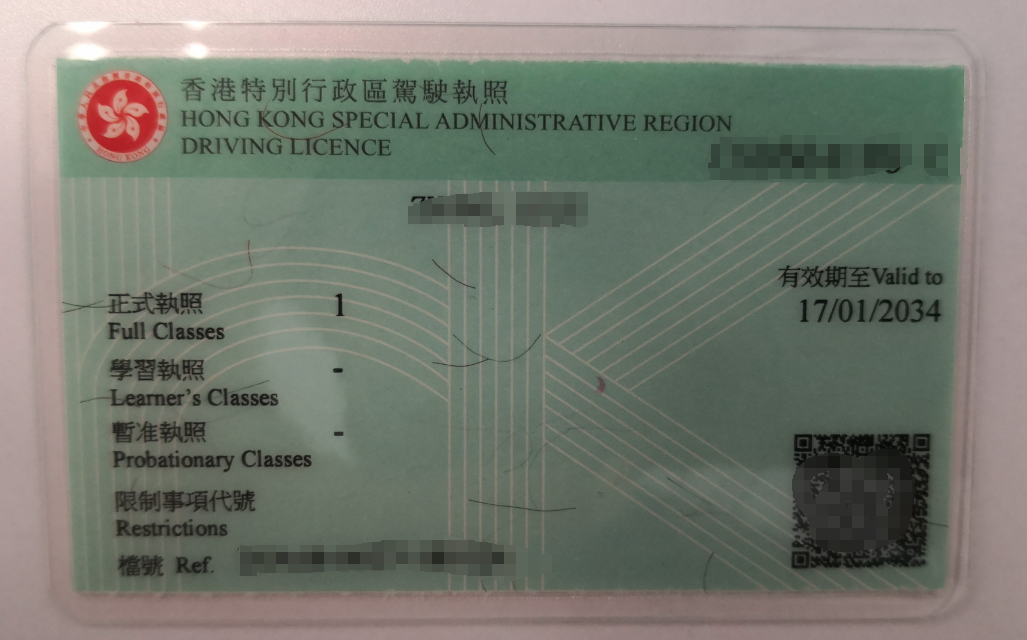 香港特別行政區駕駛執照
HONG KONG SPECIAL ADMINISTRATIVE REGION
DRIVING LICENCE
HONG KONG
有效期至Valid to
17/01/2034
正式執照 1
Full Classes
學習執照 -
Learner's Classes
暫准執照 -
Probationary Classes
限制事項代號
Restrictions
檔號 Ref.